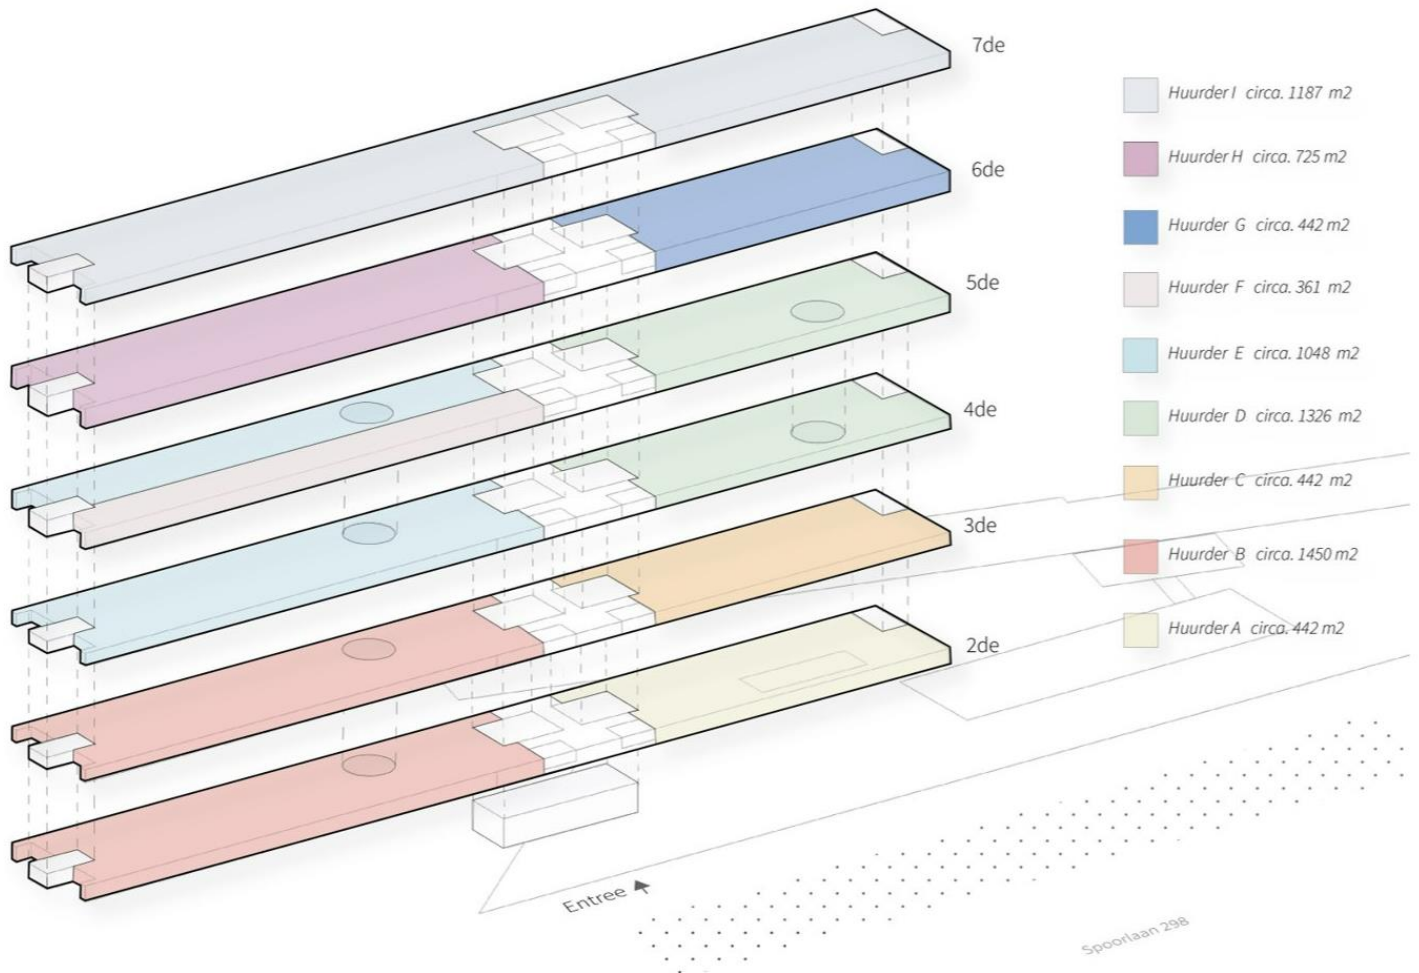 7de
Huurder I circa. 1187 m2
Huurder H circa. 725 m2
6de
Huurder G circa. 442 m2
5de
Huurder F circa. 361 m2
Huurder E circa. 1048 m2
4de
Huurder D circa. 1326 m2
Huurder C circa. 442 m2
3de
Huurder B circa. 1450 m2
Huurder A circa. 442 m2
2de
Entree
Spoorlaan 298